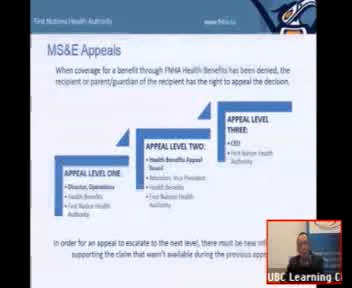 First Nations Health Authority
www.fnha.ca
MS&E Appeals
When coverage for a benefit through FNHA Health Benefits has been denied, the
recipient or parent/guardian of the recipient has the right to appeal the decision.
APPEAL LEVEL ONE:
• Director, Operations
• Health Benefits
• First Nation Health
Authority
APPEAL LEVEL TWO:
• Health Benefits Appeal
Board
• Attention: Vice President
• Health Benefits
• First Nation Health
Authority
APPEAL LEVEL
THREE:
• CEO
• First Nation Health
Authority
In order for an appeal to escalate to the next level, there must be new
supporting the claim that wasn't available during the previous
UBC Learning